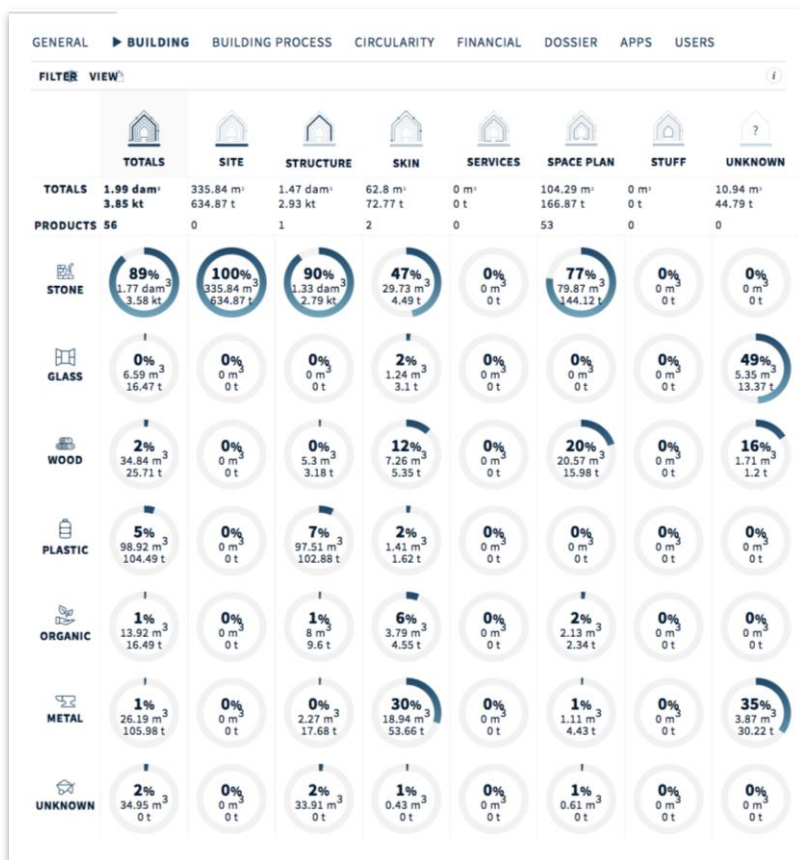 GENERAL ▶ BUILDING BUILDING PROCESS CIRCULARITY FINANCIAL DOSSIER APPS USERS
FILTER VIEW i
?
TOTALS SITE STRUCTURE SKIN SERVICES SPACE PLAN STUFF UNKNOWN
TOTALS 1.99 dam³ 335.84 m³ 1.47 dam³ 62.8 m³ 0 m³ 104.29 m³ 0 m³ 10.94 m³
3.85 kt 634.87 t 2.93 kt 72.77 t 0 t 166.87 t 0 t 44.79 t
PRODUCTS 56 0 1 2 0 53 0 0
STONE
89% 100% 90% 47% 0% 77% 0% 0%
1.77 dam³ 335.84 m³ 1.33 dam³ 29.73 m³ 0 m³ 79.87 m³ 0 m³ 0 m³
3.58 kt 634.87 t 2.79 kt 4.49 t 0 t 144.12 t 0 t 0 t
GLASS
0% 0% 0% 2% 0% 0% 0% 49%
6.59 m³ 0 m³ 0 m³ 1.24 m³ 0 m³ 0 m³ 0 m³ 5.35 m³
16.47 t 0 t 0 t 3.1 t 0 t 0 t 0 t 13.37 t
WOOD
2% 0% 0% 12% 0% 20% 0% 16%
34.84 m³ 0 m³ 5.3 m³ 7.26 m³ 0 m³ 20.57 m³ 0 m³ 1.71 m³
25.71 t 0 t 3.18 t 5.35 t 0 t 15.98 t 0 t 1.2 t
PLASTIC
5% 0% 7% 2% 0% 0% 0% 0%
98.92 m³ 0 m³ 97.51 m³ 1.41 m³ 0 m³ 0 m³ 0 m³ 0 m³
104.49 t 0 t 102.88 t 1.62 t 0 t 0 t 0 t 0 t
ORGANIC
1% 0% 1% 6% 0% 2% 0% 0%
13.92 m³ 0 m³ 8 m³ 3.79 m³ 0 m³ 2.13 m³ 0 m³ 0 m³
16.49 t 0 t 9.6 t 4.55 t 0 t 2.34 t 0 t 0 t
METAL
1% 0% 0% 30% 0% 1% 0% 35%
26.19 m³ 0 m³ 2.27 m³ 18.94 m³ 0 m³ 1.11 m³ 0 m³ 3.87 m³
105.98 t 0 t 17.68 t 53.66 t 0 t 4.43 t 0 t 30.22 t
UNKNOWN
2% 0% 2% 1% 0% 1% 0% 0%
34.95 m³ 0 m³ 33.91 m³ 0.43 m³ 0 m³ 0.61 m³ 0 m³ 0 m³
0 t 0 t 0 t 0 t 0 t 0 t 0 t 0 t